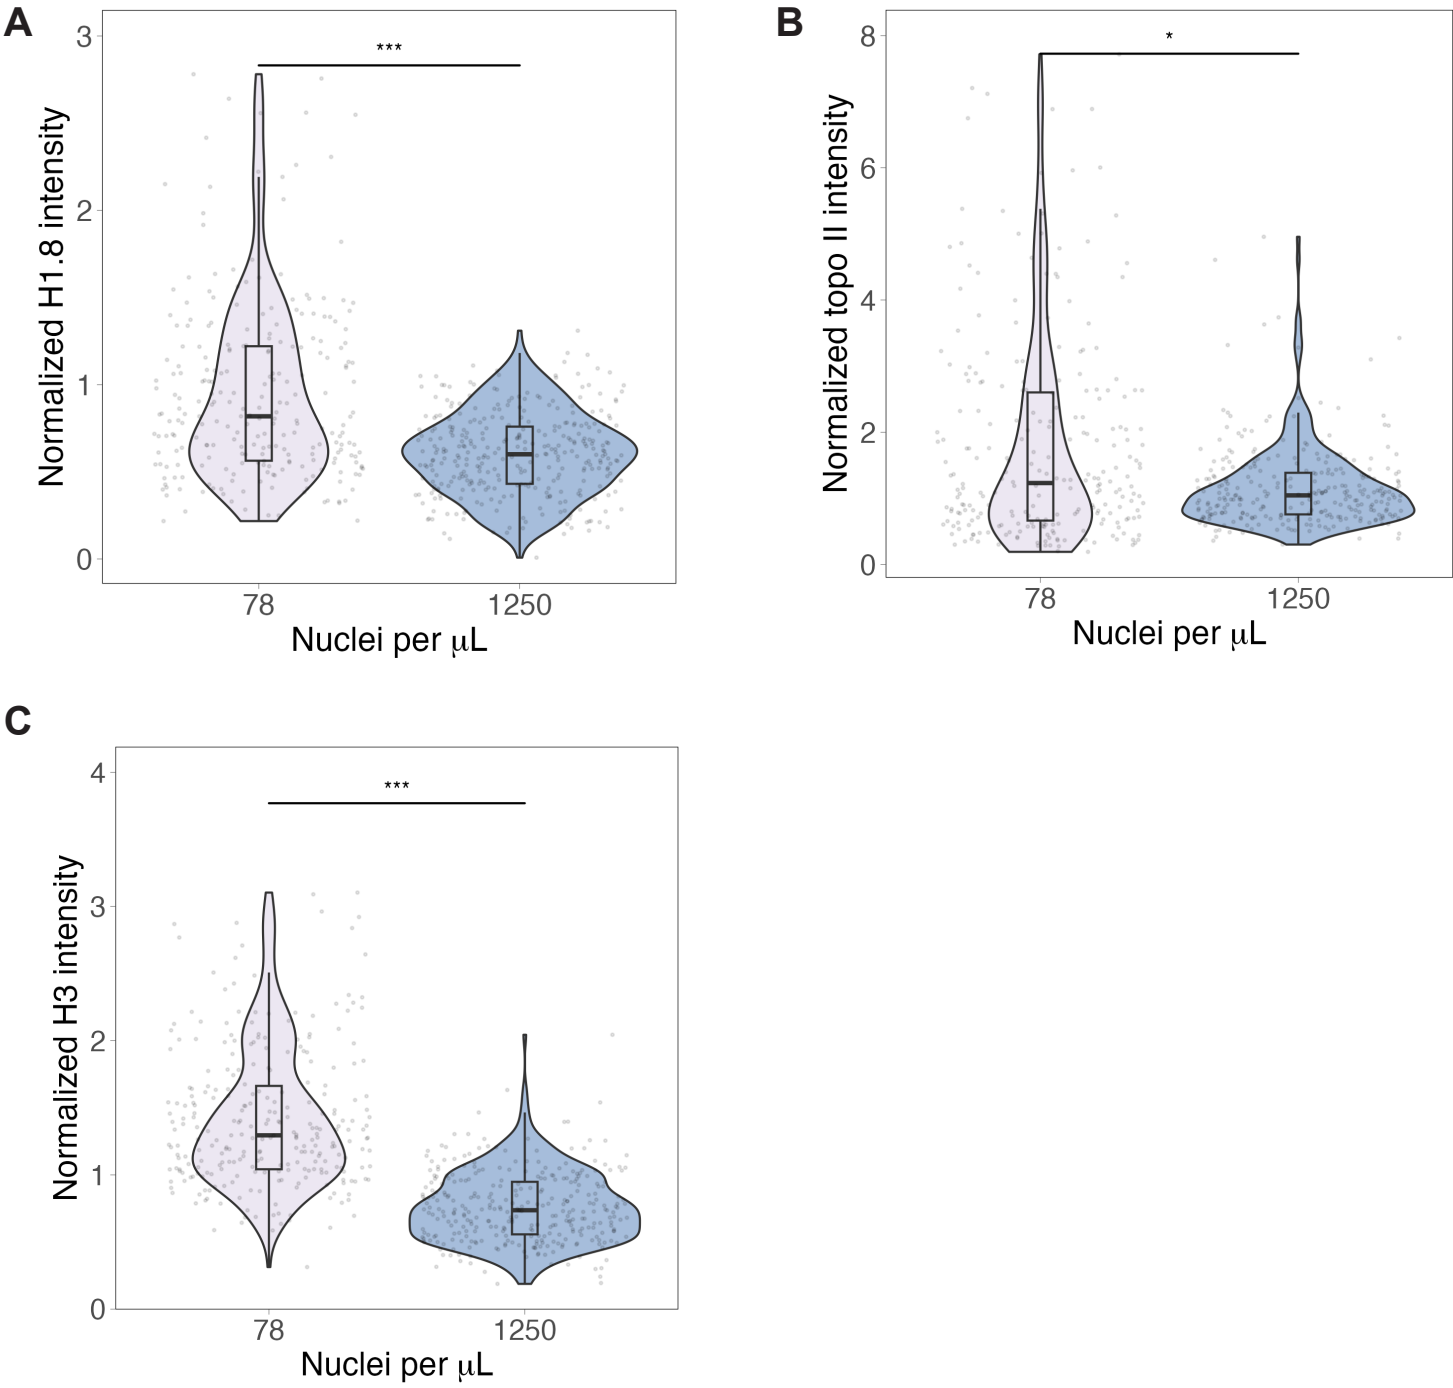 A
Normalized H1.8 intensity
3
2
1
0
***
78
1250
Nuclei per μL
B
Normalized topo II intensity
8
6
4
2
0
*
78
1250
Nuclei per μL
C
Normalized H3 intensity
4
3
2
1
0
***
78
1250
Nuclei per μL